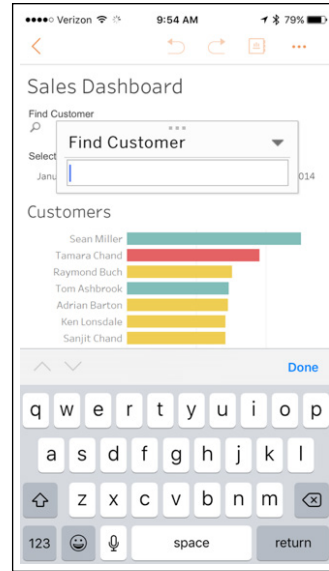 Verizon 9:54 AM 79%
Sales Dashboard
Find Customer
Find Customer
Select
Janu 014
Customers
Sean Miller
Tamara Chand
Raymond Buch
Tom Ashbrook
Adrian Barton
Ken Lonsdale
Sanjit Chand
Done
q w e r t y u i o p
a s d f g h j k l
z x c v b n m
123 space return